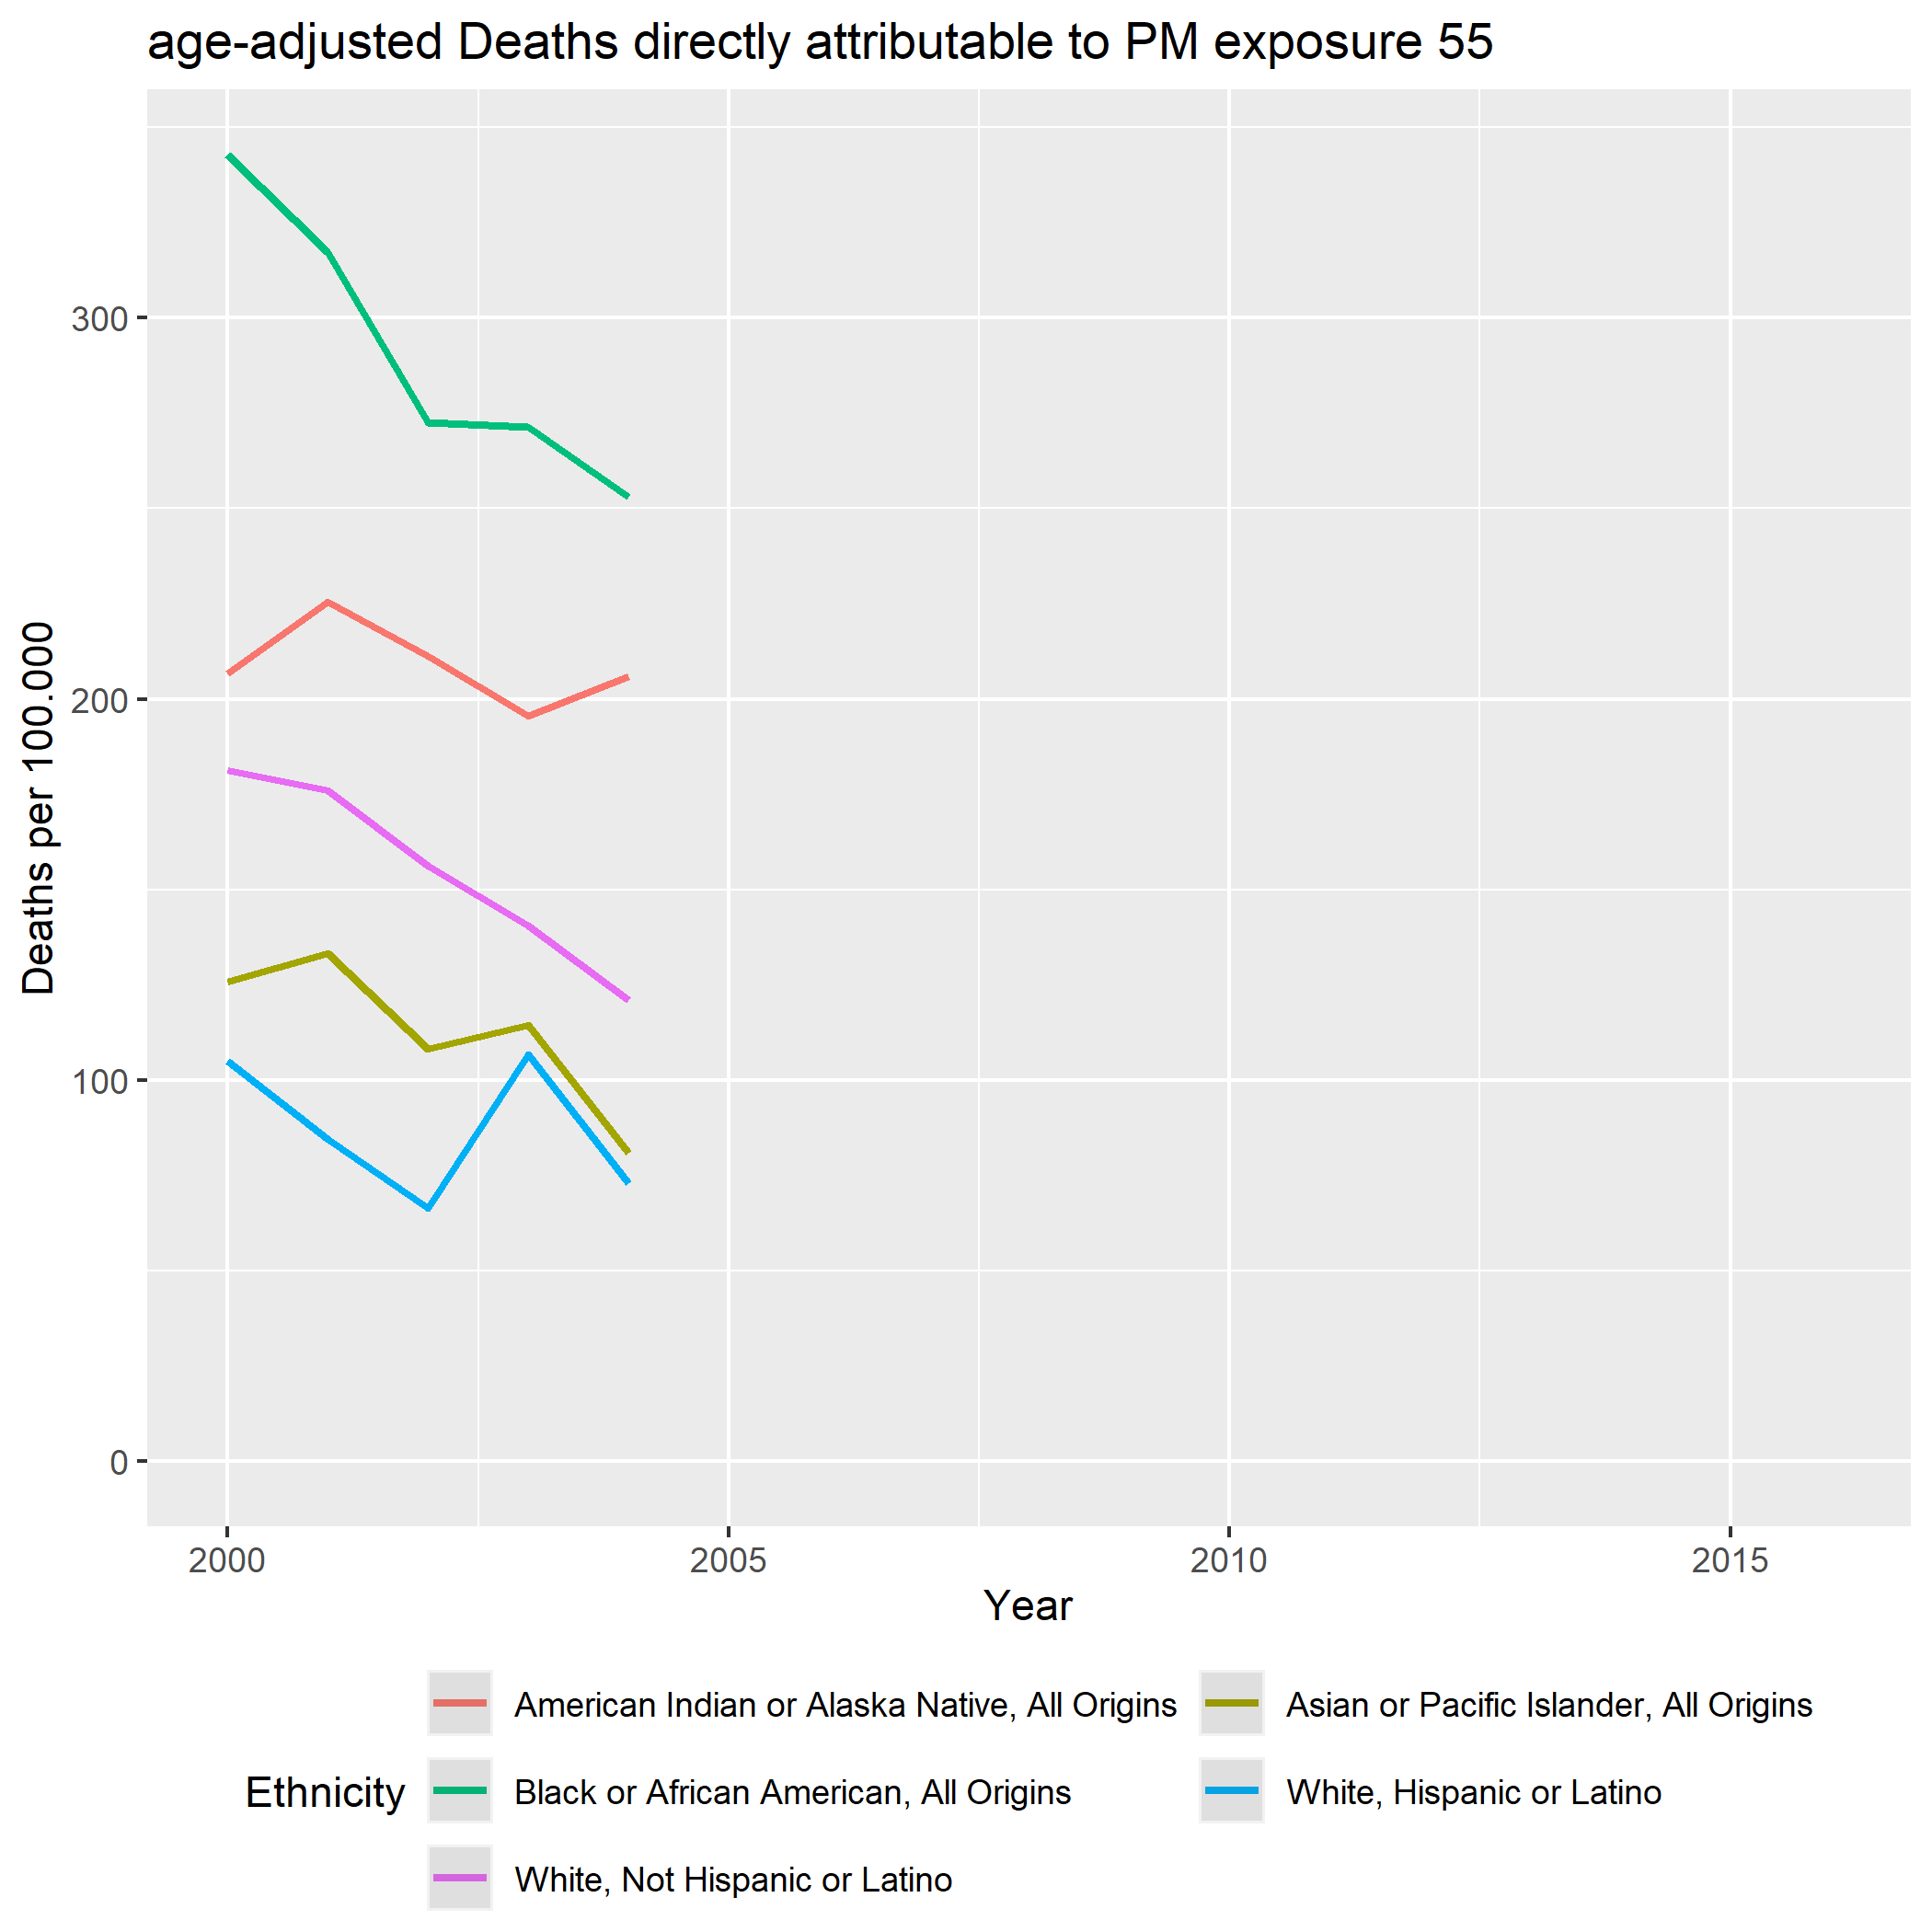 age-adjusted Deaths directly attributable to PM exposure 55
Deaths per 100.000
300
200
100
0
2000 2005 2010 2015
Year
Ethnicity
American Indian or Alaska Native, All Origins
Asian or Pacific Islander, All Origins
Black or African American, All Origins
White, Hispanic or Latino
White, Not Hispanic or Latino